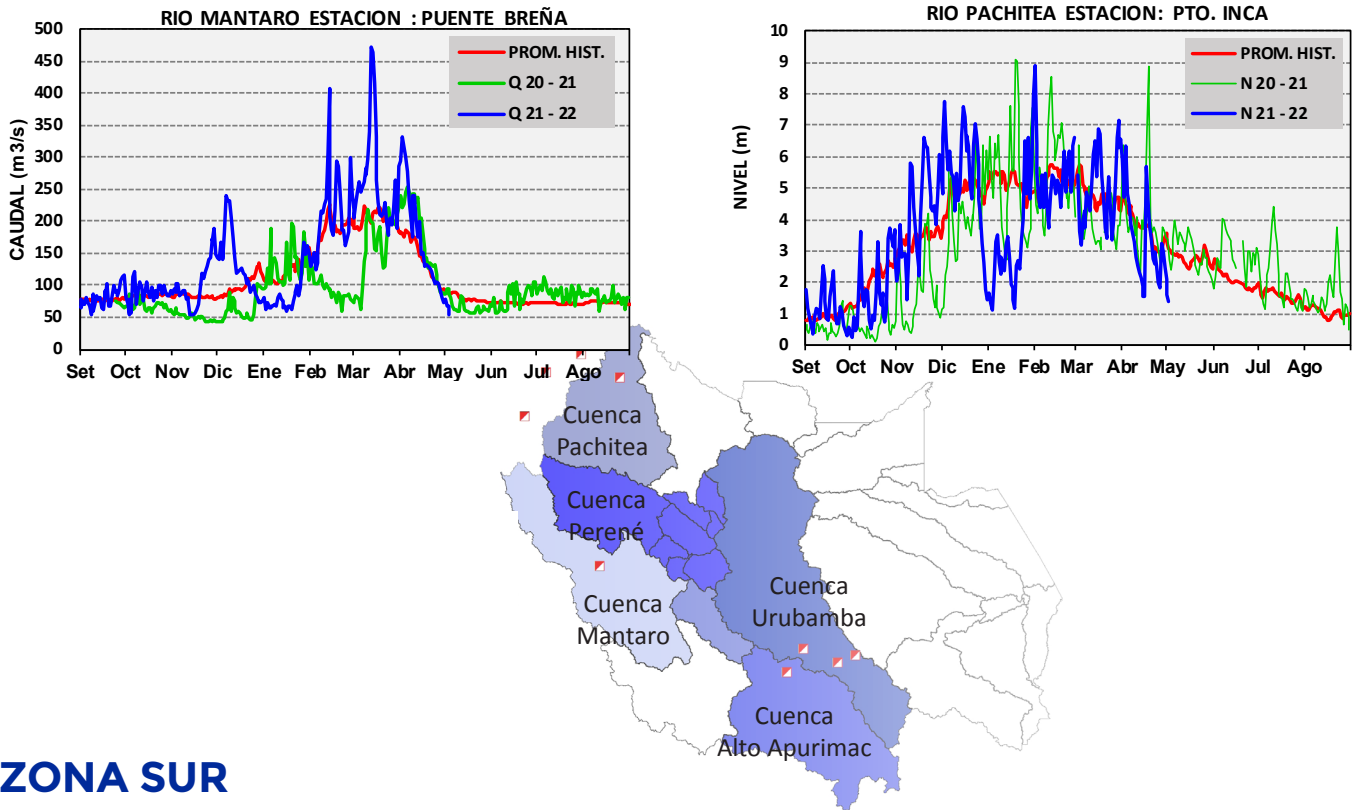 RIO MANTARO ESTACION : PUENTE BREÑA
CAUDAL (m3/s)
500
450
400
350
300
250
200
150
100
50
0
PROM. HIST.
Q 20 - 21
Q 21 - 22
Set Oct Nov Dic Ene Feb Mar Abr May Jun Jul Ago
RIO PACHITEA ESTACION: PTO. INCA
NIVEL (m)
10
9
8
7
6
5
4
3
2
1
0
PROM. HIST.
N 20 - 21
N 21 - 22
Set Oct Nov Dic Ene Feb Mar Abr May Jun Jul Ago
Cuenca
Pachitea
Cuenca
Perené
Cuenca
Mantaro
Cuenca
Urubamba
Cuenca
Alto Apurimac
ZONA SUR